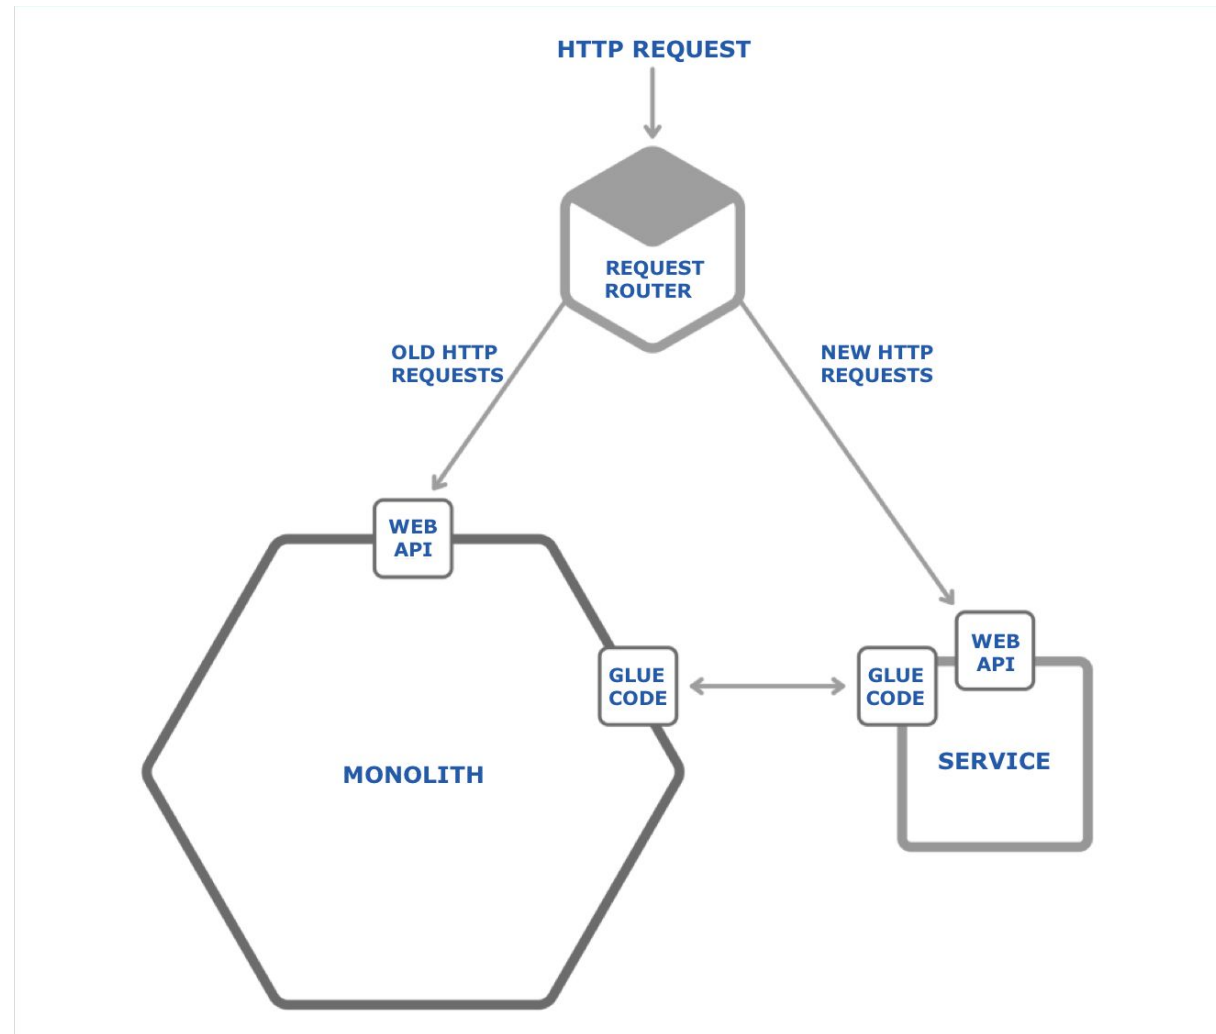 HTTP REQUEST
REQUEST
ROUTER
OLD HTTP
REQUESTS
NEW HTTP
REQUESTS
WEB
API
WEB
API
GLUE
CODE
GLUE
CODE
MONOLITH
SERVICE